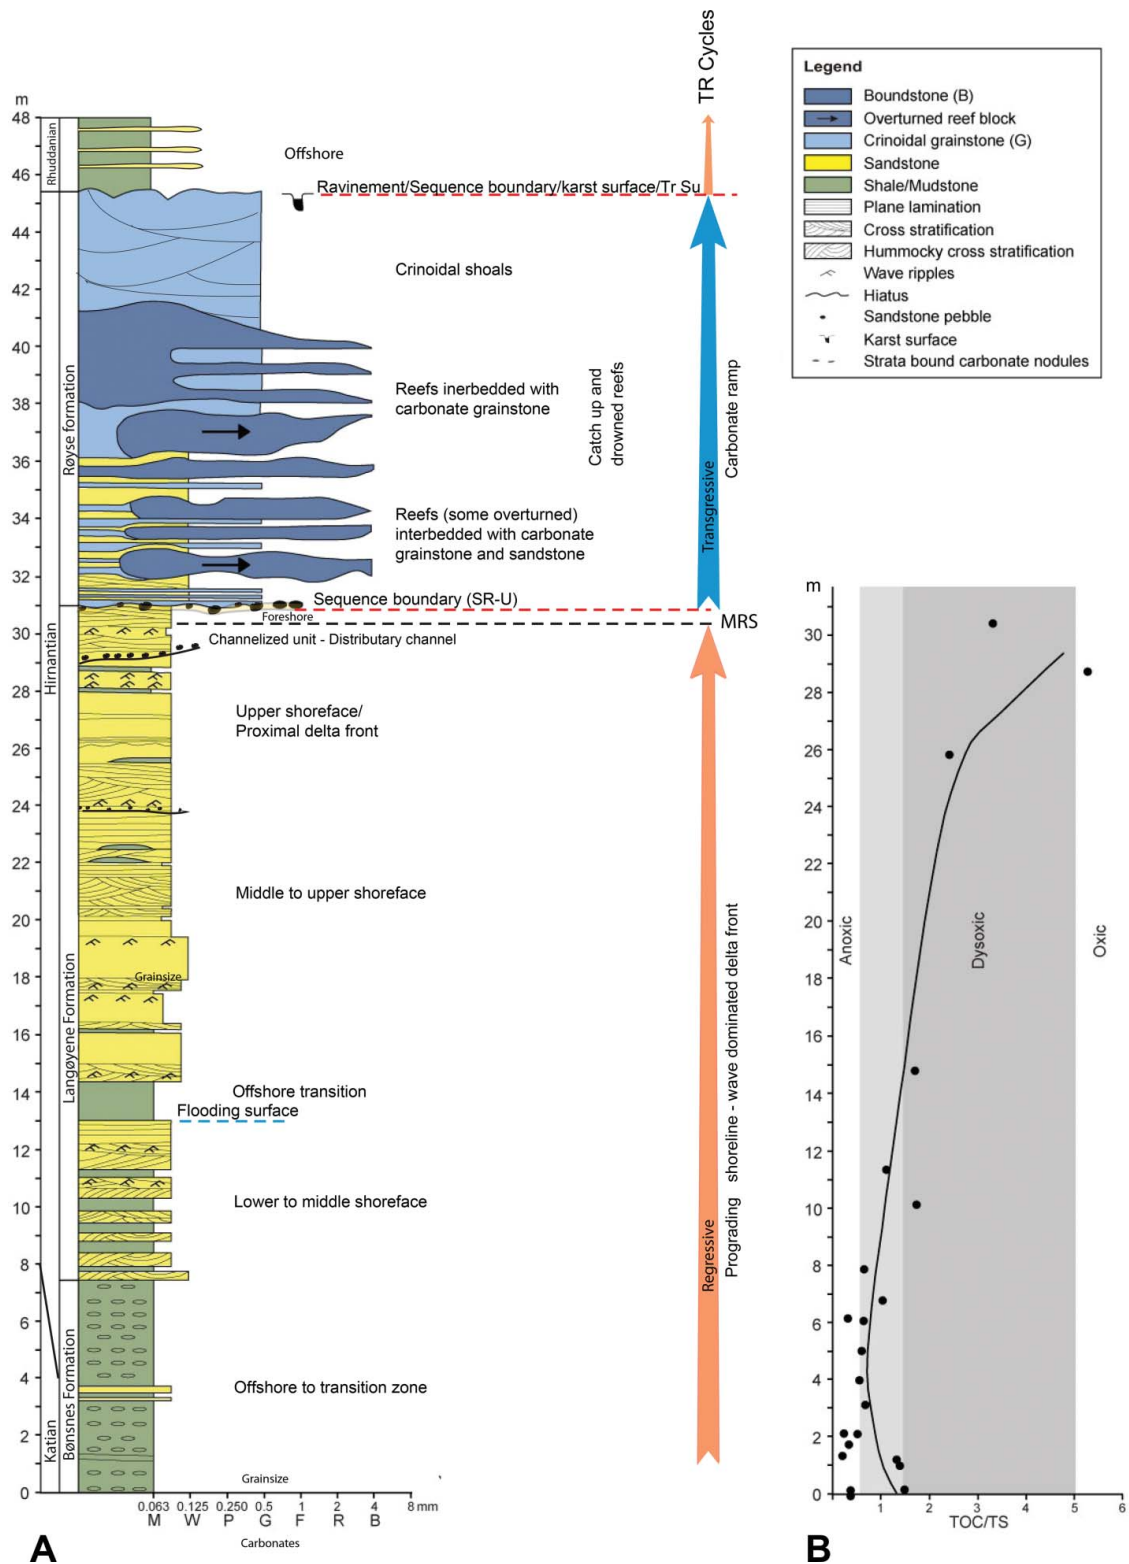 TR Cycles
m
48
46
44
42
40
38
36
34
32
30
28
26
24
22
20
18
16
14
12
10
8
6
4
2
0
Rhuddanian
Hirnantian
Katian
Røyse formation
Langøyene Formation
Bønsnes Formation
Offshore
Ravinement/Sequence boundary/karst surface/Tr Su
Crinoidal shoals
Reefs inerbedded with
carbonate grainstone
Catch up and
drowned reefs
Transgressive
Carbonate ramp
Reefs (some overturned)
interbedded with carbonate
grainstone and sandstone
Sequence boundary (SR-U)
Foreshore
MRS
Channelized unit - Distributary channel
Upper shoreface/
Proximal delta front
Middle to upper shoreface
Grainsize
Offshore transition
Flooding surface
Lower to middle shoreface
Regressive
Prograding shoreline - wave dominated delta front
Offshore to transition zone
Grainsize
0.063 0.125 0.250 0.5 1 2 4 8 mm
M W P G F R B
Carbonates
A
Legend
Boundstone (B)
Overturned reef block
Crinoidal grainstone (G)
Sandstone
Shale/Mudstone
Plane lamination
Cross stratification
Hummocky cross stratification
Wave ripples
Hiatus
Sandstone pebble
Karst surface
Strata bound carbonate nodules
m
30
28
26
24
22
20
18
16
14
12
10
8
6
4
2
0
Anoxic
Dysoxic
Oxic
1 2 3 4 5 6
TOC/TS
B